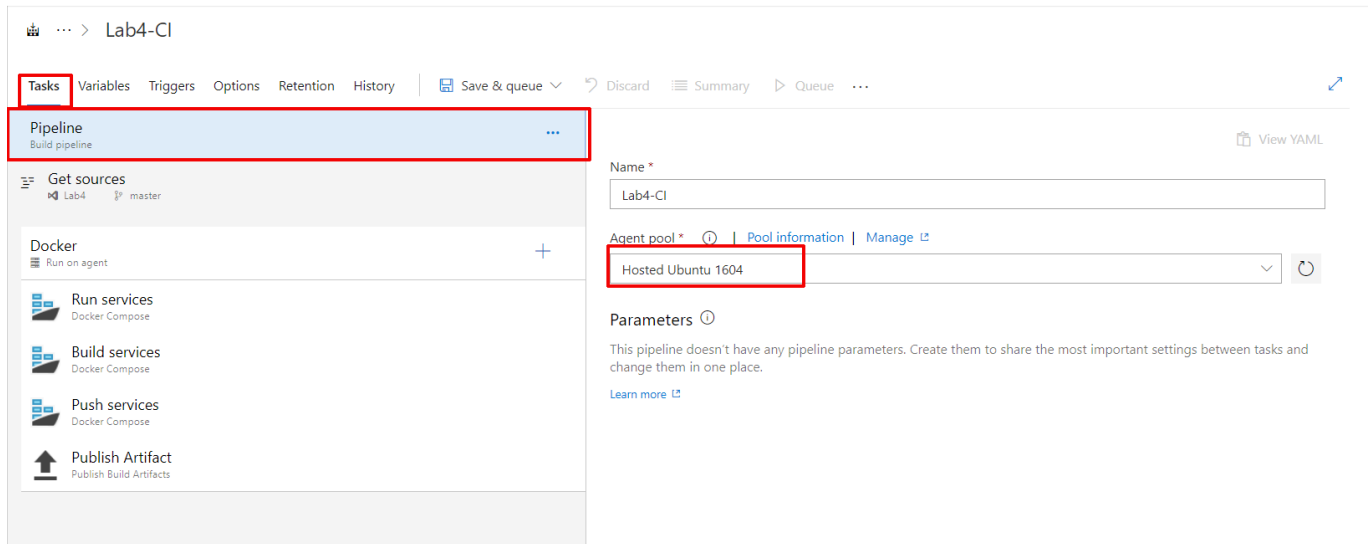 ... > Lab4-CI
Tasks Variables Triggers Options Retention History Save & queue Discard Summary Queue ...
Pipeline ...
Build pipeline
Get sources
Lab4 master
Docker
Run on agent
Run services
Docker Compose
Build services
Docker Compose
Push services
Docker Compose
Publish Artifact
Publish Build Artifacts
View YAML
Name *
Lab4-CI
Agent pool * | Pool information | Manage
Hosted Ubuntu 1604
Parameters
This pipeline doesn't have any pipeline parameters. Create them to share the most important settings between tasks and
change them in one place.
Learn more